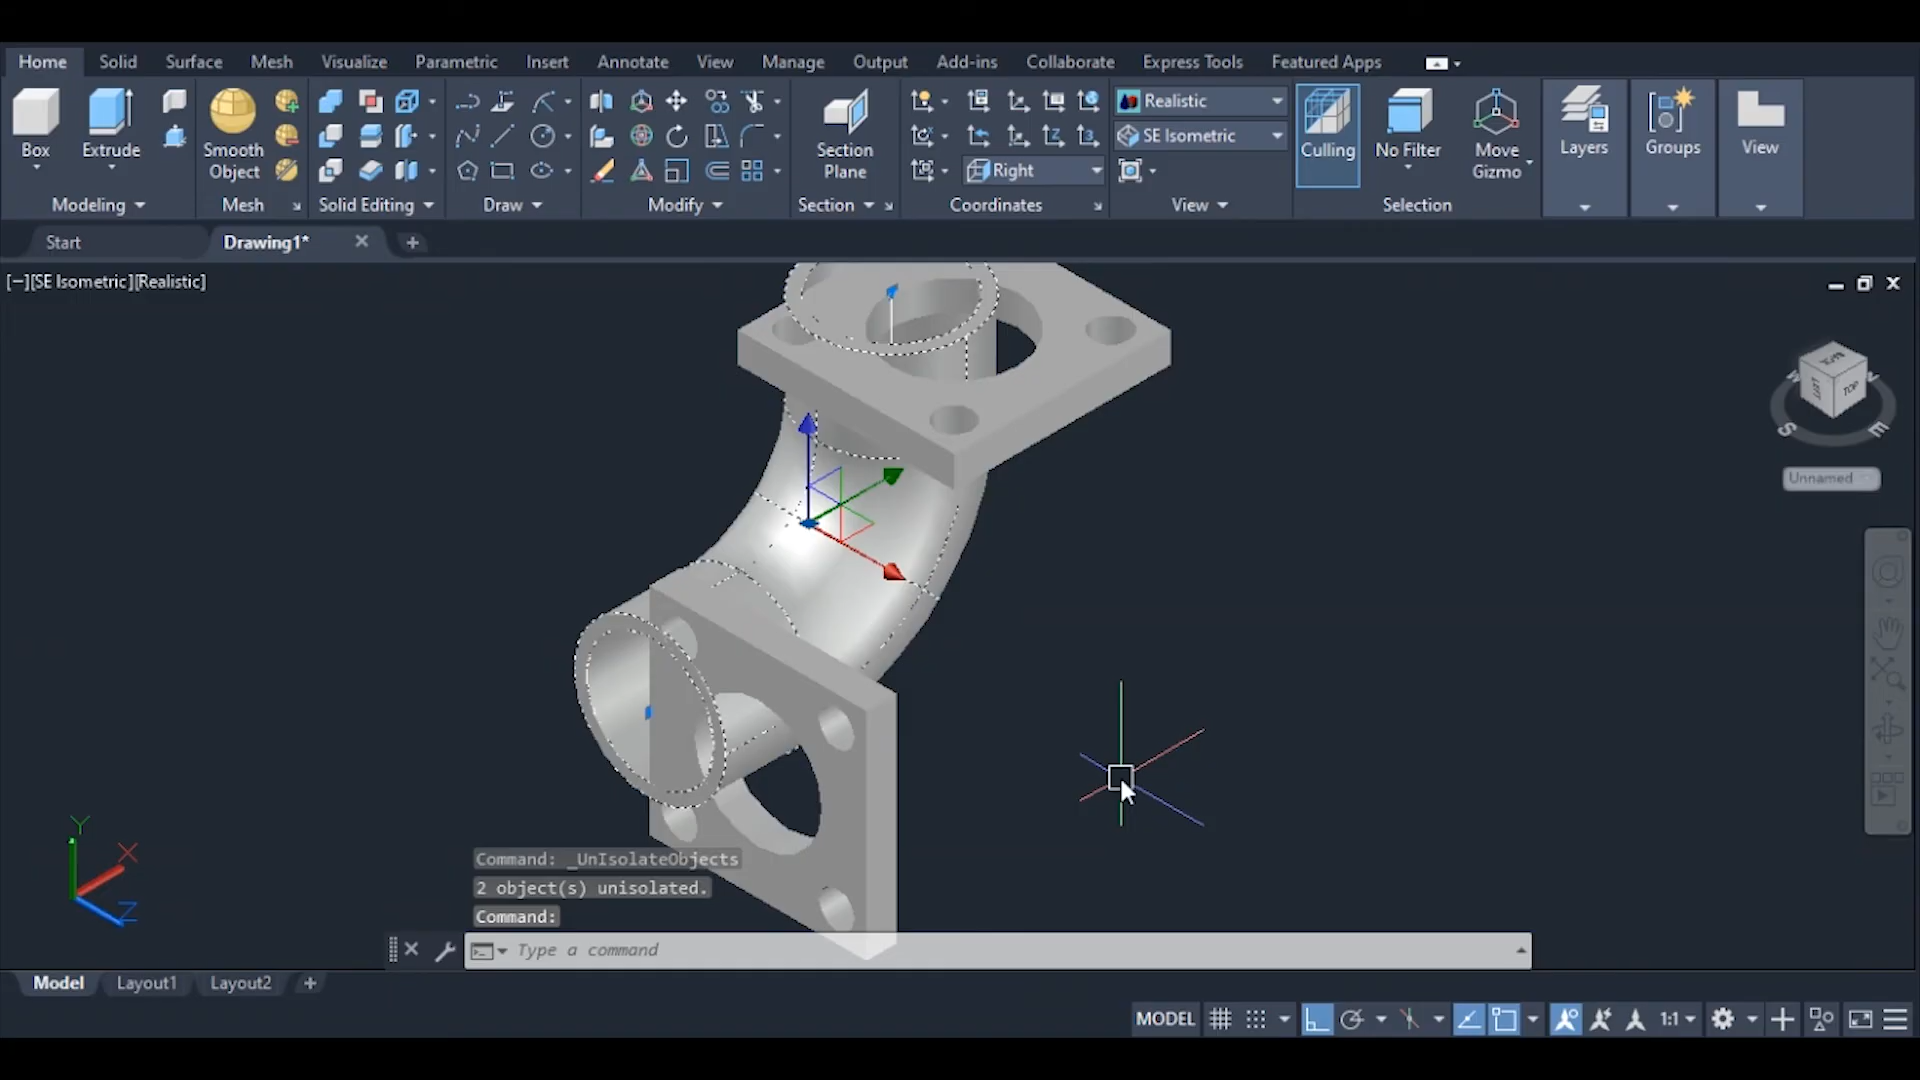 Home Solid Surface Mesh Visualize Parametric Insert Annotate View Manage Output Add-ins Collaborate Express Tools Featured Apps
Box
Extrude
Smooth Object
Section Plane
Realistic
SE Isometric
Right
Culling
No Filter
Move Gizmo
Layers
Groups
View
Modeling
Mesh
Solid Editing
Draw
Modify
Section
Coordinates
View
Selection
Start
Drawing1*
[−][SE Isometric][Realistic]
LEFT
TOP
S
E
Unnamed
Y
X
Z
Command: _UnIsolateObjects
2 object(s) unisolated.
Command:
Type a command
Model Layout1 Layout2
MODEL
1:1